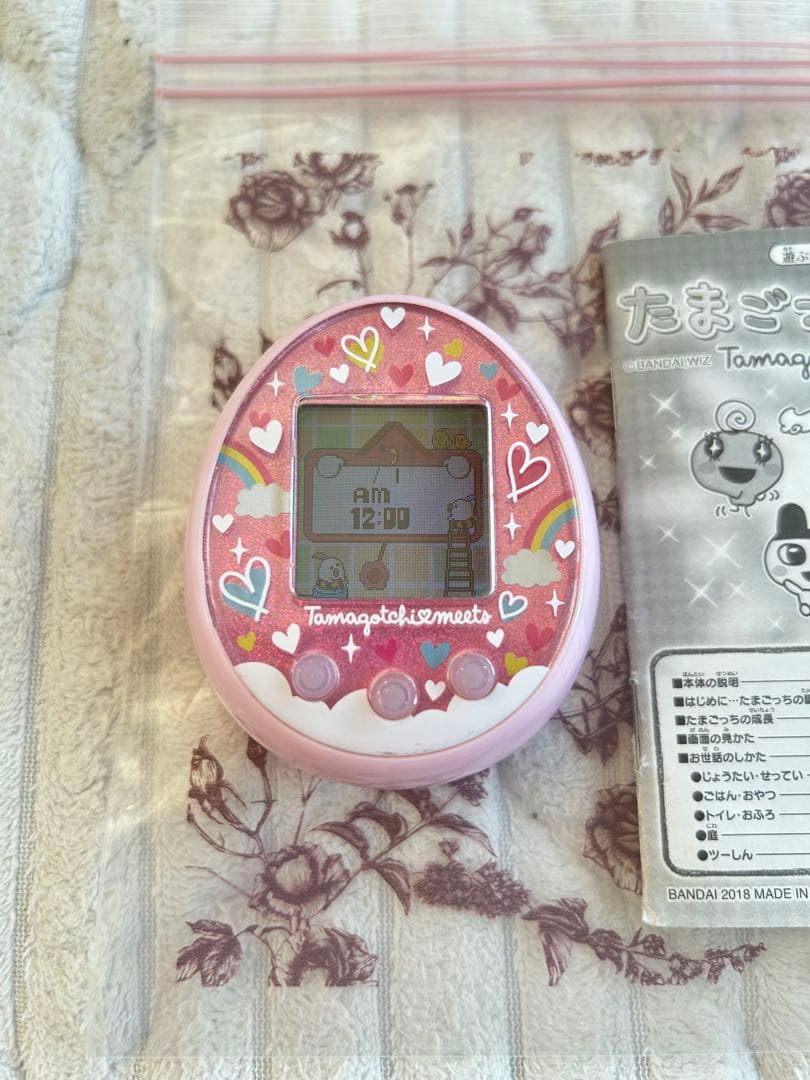 1/1
AM
12:00
Tamagotchi meets
遊ぶ
たまご
©BANDAI,WIZ Tamago
■本体の説明
■はじめに…たまごっちの
■たまごっちの成長
■画面の見かた
■お世話のしかた
●じょうたい・せってい
●ごはん・おやつ
●トイレ・おふろ
●庭
●ツーしん
BANDAI 2018 MADE IN